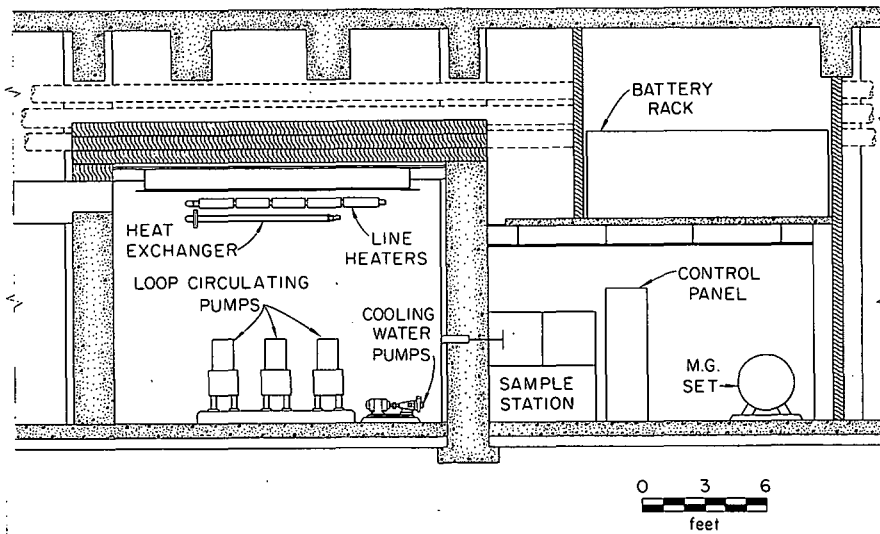 BATTERY
RACK
HEAT
EXCHANGER
LINE
HEATERS
LOOP CIRCULATING
PUMPS
COOLING
WATER
PUMPS
CONTROL
PANEL
SAMPLE
STATION
M.G.
SET
0 3 6
feet